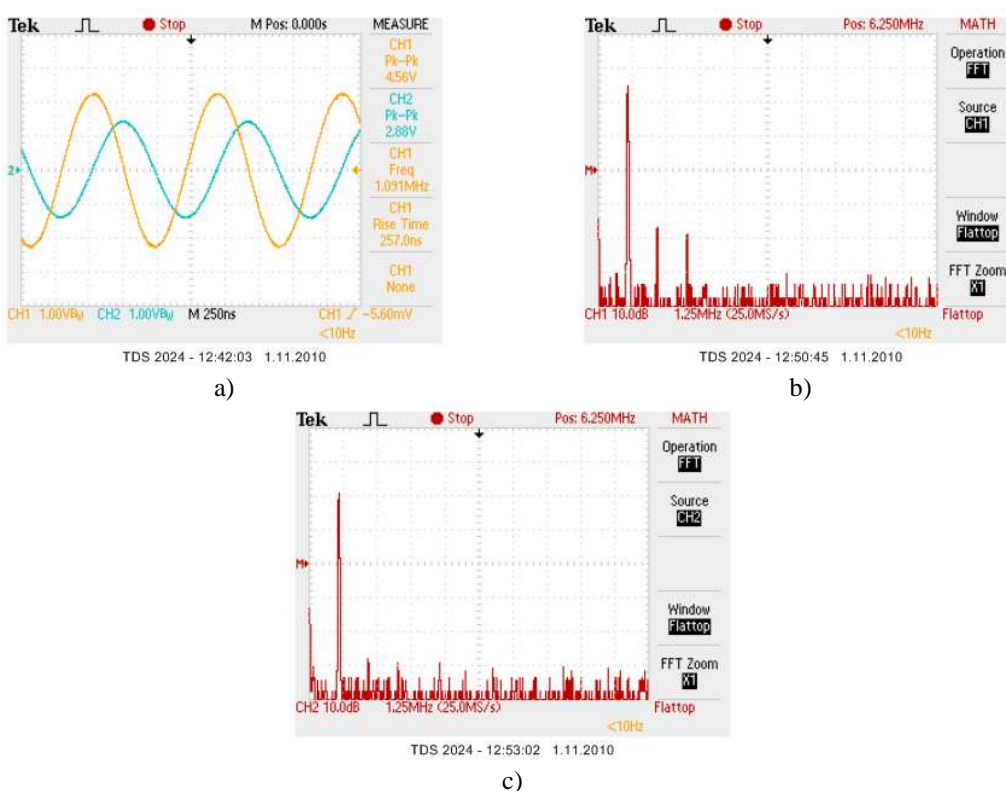 Tek Stop M Pos: 0.000s MEASURE
CH1
Pk-Pk
4.56V
CH2
Pk-Pk
2.88V
2
CH1
Freq
1.091MHz
CH1
Rise Time
257.0ns
CH1
None
CH1 1.00VBW CH2 1.00VBW M 250ns CH1 -5.60mV
<10Hz
TDS 2024 - 12:42:03 1.11.2010
a)
Tek Stop Pos: 6.250MHz MATH
Operation
FFT
Source
CH1
M
Window
Flattop
FFT Zoom
X1
CH1 10.0dB 1.25MHz (25.0MS/s) Flattop
<10Hz
TDS 2024 - 12:50:45 1.11.2010
b)
Tek Stop Pos: 6.250MHz MATH
Operation
FFT
Source
CH2
M
Window
Flattop
FFT Zoom
X1
CH2 10.0dB 1.25MHz (25.0MS/s) Flattop
<10Hz
TDS 2024 - 12:53:02 1.11.2010
c)